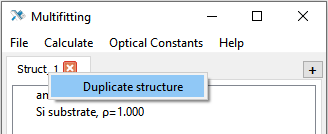 Multifitting
File Calculate Optical Constants Help
Struct_1 +
Duplicate structure
Si substrate, ρ=1.000